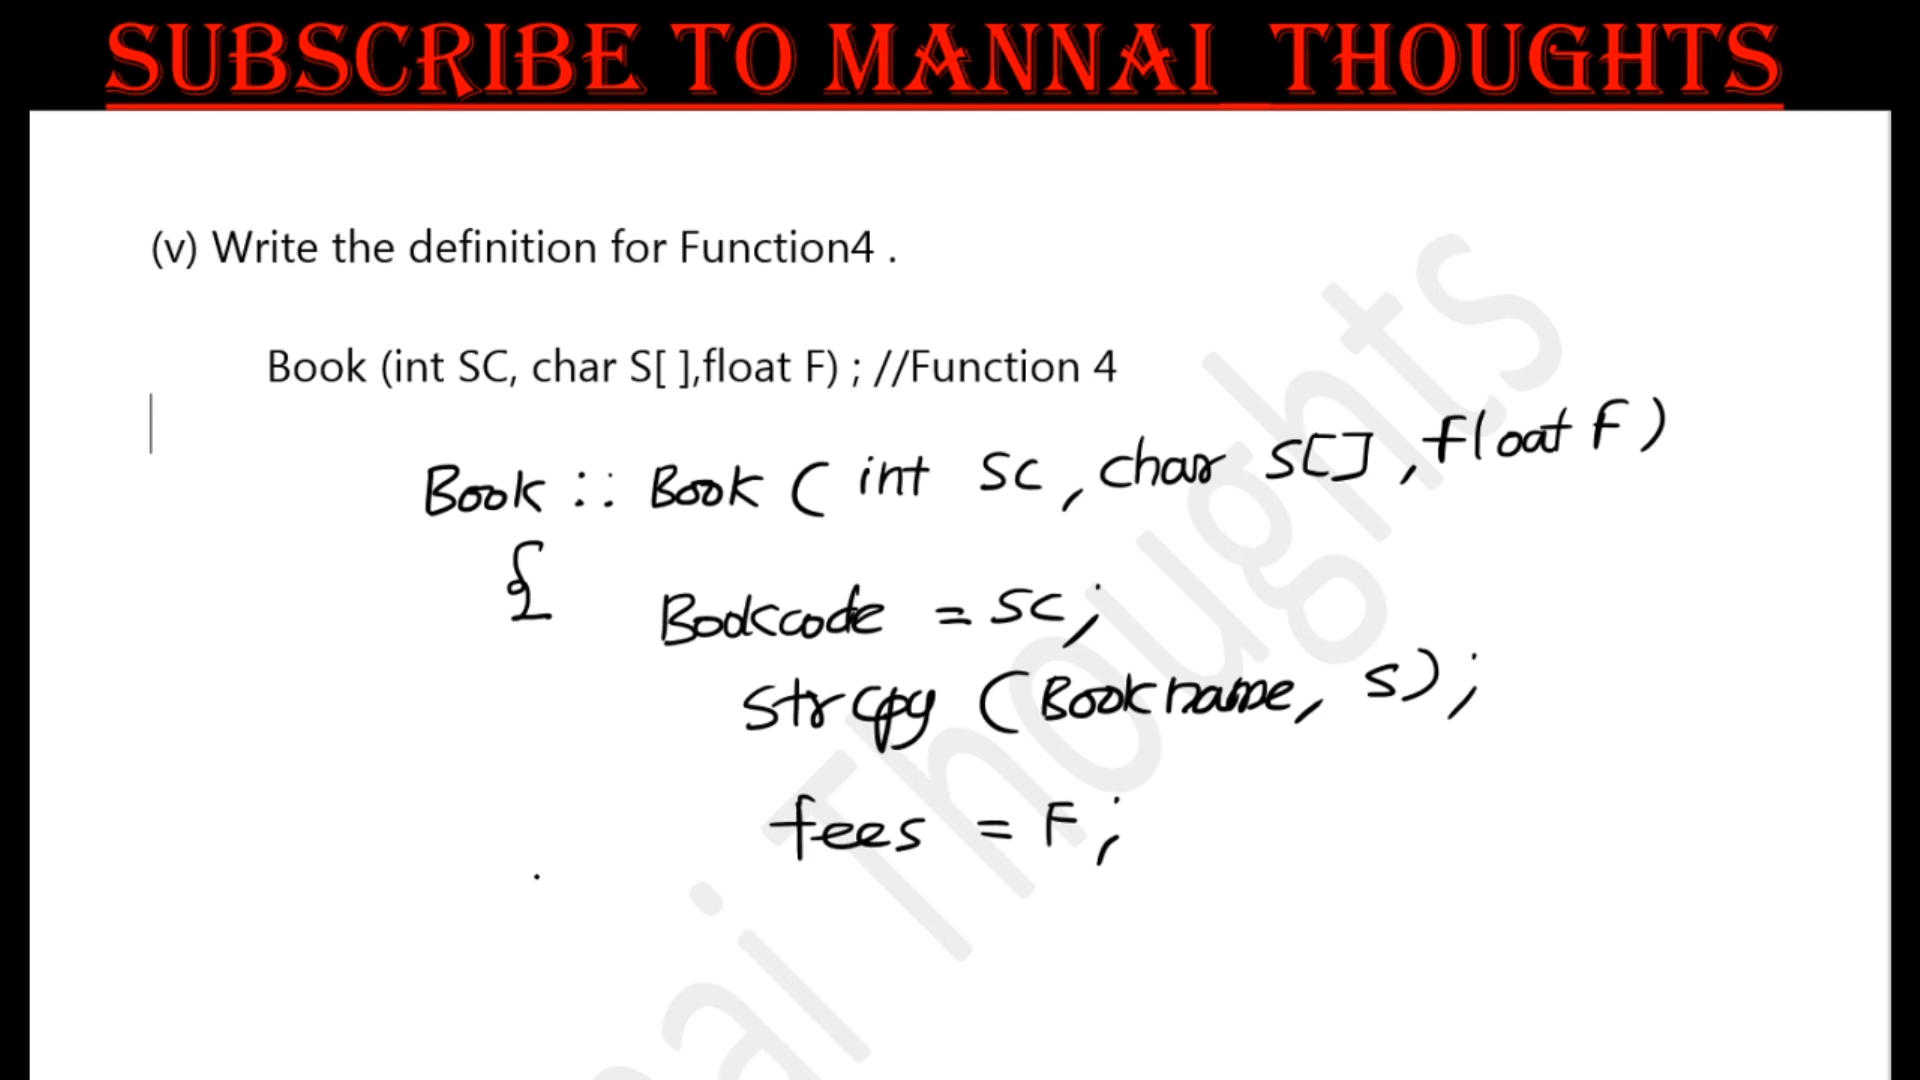 SUBSCRIBE TO MANNAI THOUGHTS
(v) Write the definition for Function4 .
Book (int SC, char S[ ],float F) ; //Function 4
Book :: Book ( int SC, char S[], float F)
{
Bookcode = SC;
strcpy (Bookname, S);
fees = F;
ai Thoughts